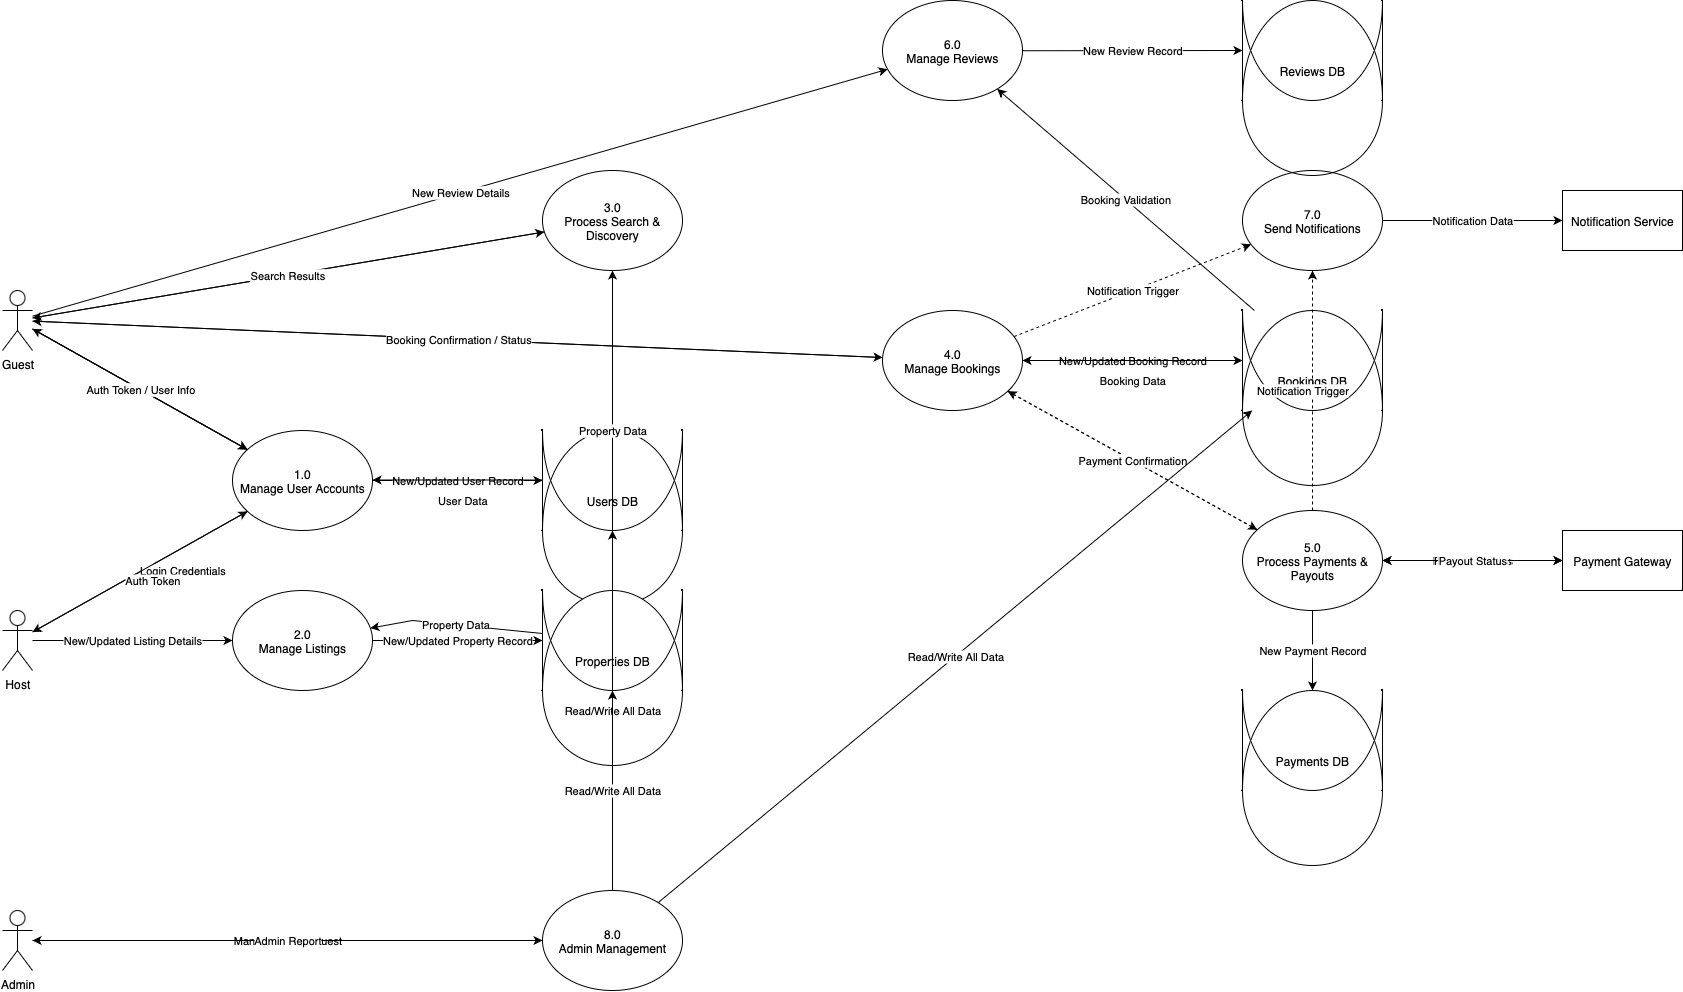 6.0
Manage Reviews
New Review Record
Reviews DB
New Review Details
3.0
Process Search &
Discovery
Booking Validation
7.0
Send Notifications
Notification Data
Notification Service
Search Results
Notification Trigger
Guest
Booking Confirmation / Status
4.0
Manage Bookings
New/Updated Booking Record
Booking Data
Bookings DB
Notification Trigger
Auth Token / User Info
Property Data
Payment Confirmation
1.0
Manage User Accounts
New/Updated User Record
User Data
Users DB
5.0
Process Payments &
Payouts
Payout Status
Payment Gateway
Login Credentials
Auth Token
Host
New/Updated Listing Details
2.0
Manage Listings
Property Data
New/Updated Property Record
Properties DB
New Payment Record
Read/Write All Data
Read/Write All Data
Read/Write All Data
Payments DB
Admin
Admin Report
8.0
Admin Management